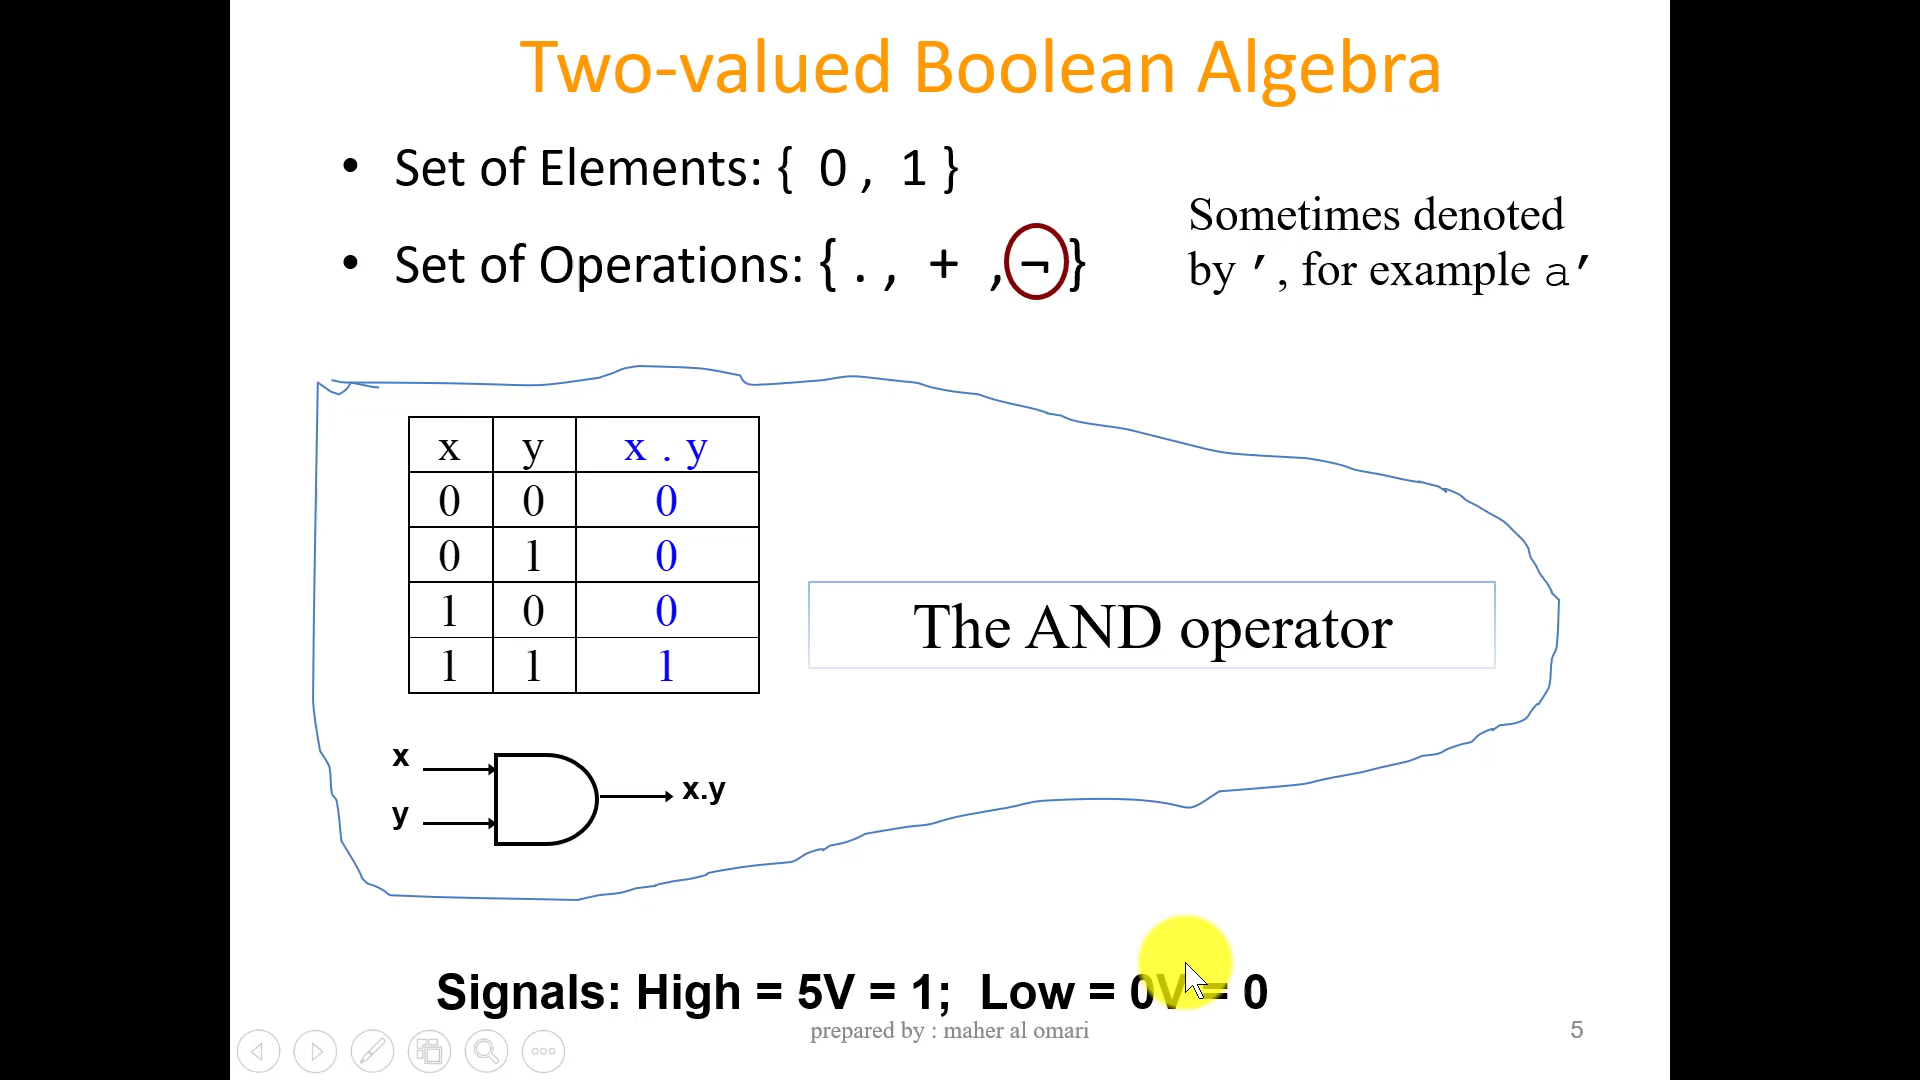 Two-valued Boolean Algebra
• Set of Elements: { 0 , 1 }
• Set of Operations: { . , + , ¬ }
Sometimes denoted
by ’, for example a’
x y x . y
0 0 0
0 1 0
1 0 0
1 1 1
The AND operator
x
y
x.y
Signals: High = 5V = 1; Low = 0V = 0
prepared by : maher al omari
5